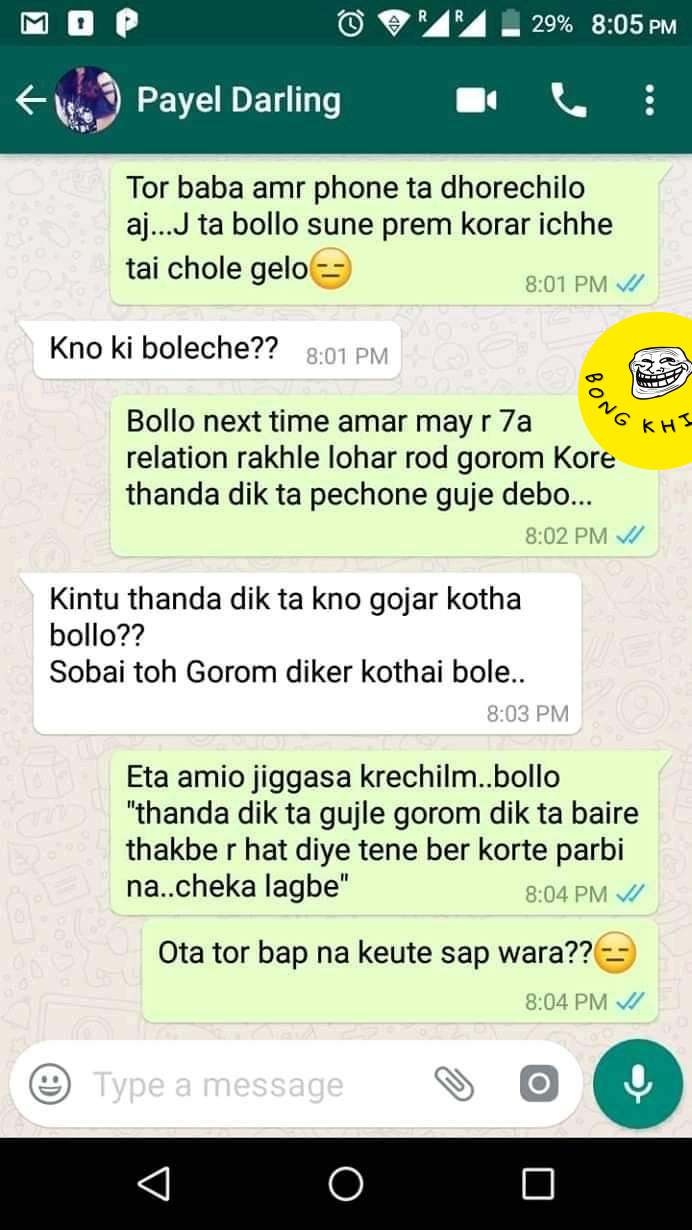 R R 29% 8:05 PM
Payel Darling
Tor baba amr phone ta dhorechilo
aj...J ta bollo sune prem korar ichhe
tai chole gelo😑
8:01 PM
Kno ki boleche?? 8:01 PM
BONG KHI
Bollo next time amar may r 7a
relation rakhle lohar rod gorom Kore
thanda dik ta pechone guje debo...
8:02 PM
Kintu thanda dik ta kno gojar kotha
bollo??
Sobai toh Gorom diker kothai bole..
8:03 PM
Eta amio jiggasa krechilm..bollo
"thanda dik ta gujle gorom dik ta baire
thakbe r hat diye tene ber korte parbi
na..cheka lagbe" 8:04 PM
Ota tor bap na keute sap wara??😑
8:04 PM
Type a message